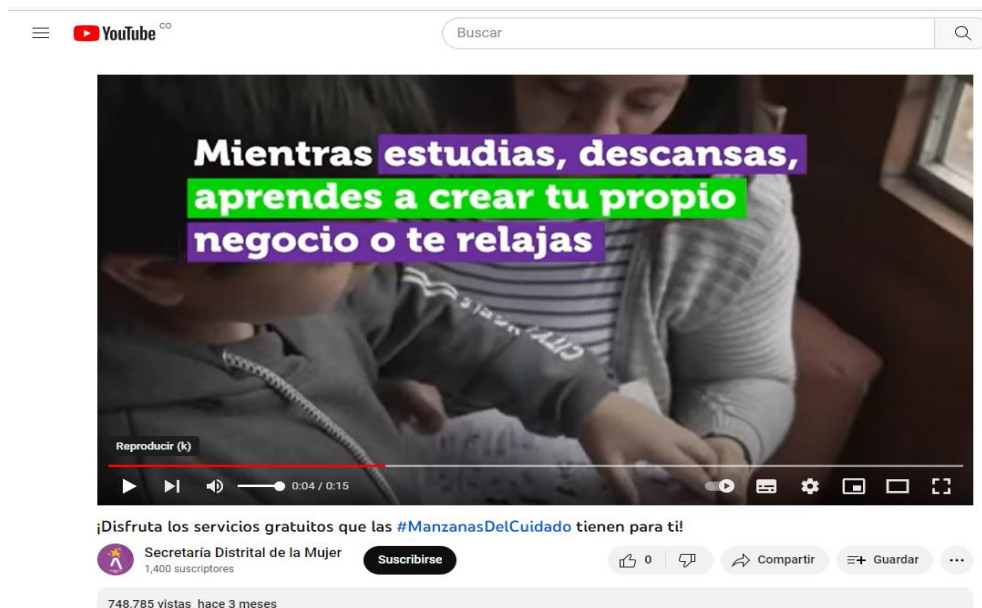 YouTube CO
Buscar
Mientras estudias, descansas,
aprendes a crear tu propio
negocio o te relajas
CITY
Reproducir (k)
0:04 / 0:15
¡Disfruta los servicios gratuitos que las #ManzanasDelCuidado tienen para ti!
Secretaría Distrital de la Mujer
1,400 suscriptores
Suscribirse
0
Compartir
Guardar
748.785 vistas hace 3 meses